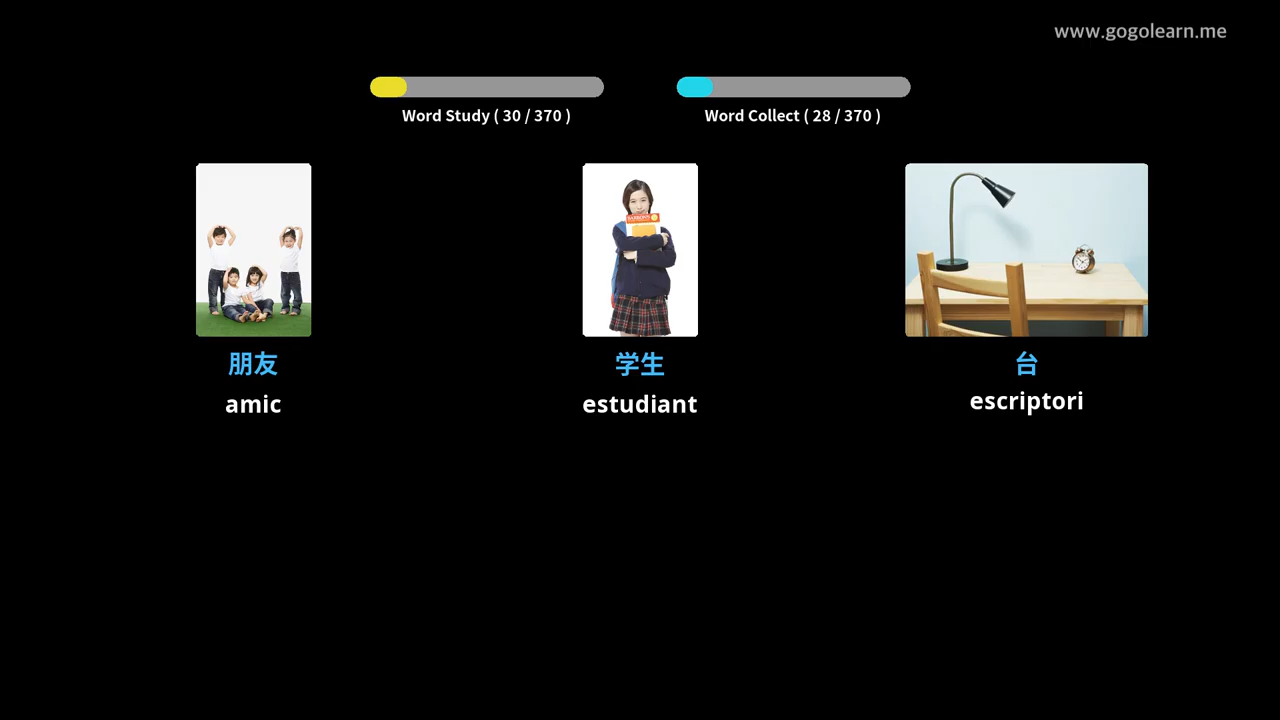 www.gogolearn.me
Word Study ( 30 / 370 )
Word Collect ( 28 / 370 )
朋友
学生
台
amic
estudiant
escriptori